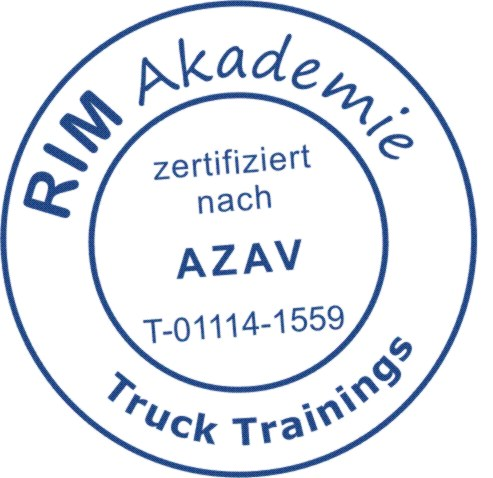 RIM Akademie
zertifiziert
nach
AZAV
T-01114-1559
Truck Trainings